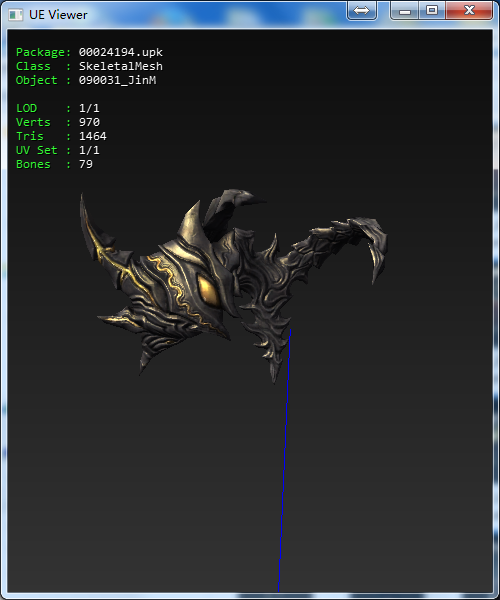 UE Viewer
Package: 00024194.upk
Class : SkeletalMesh
Object : 090031_JinM
LOD : 1/1
Verts : 970
Tris : 1464
UV Set : 1/1
Bones : 79